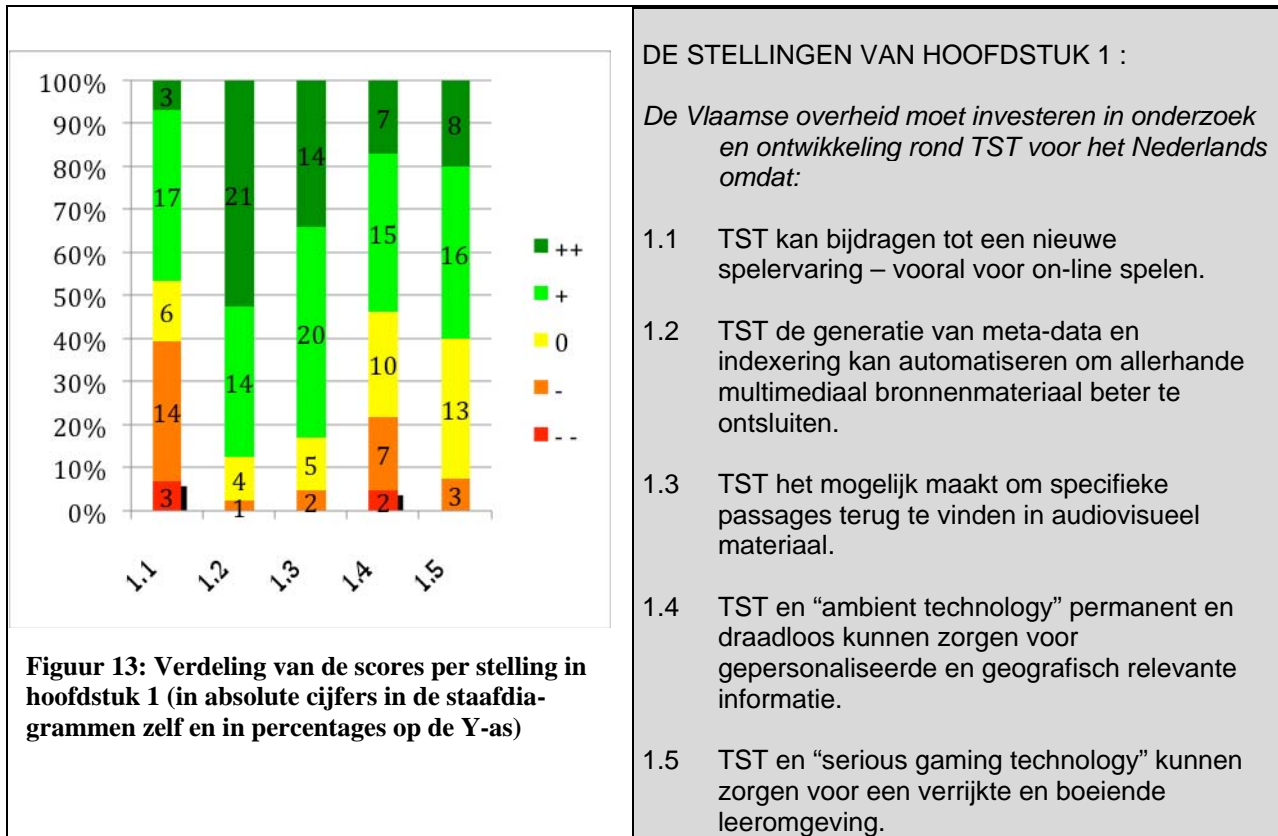 100%
90%
80%
70%
60%
50%
40%
30%
20%
10%
0%
3
17
6
14
3
21
14
4
1
14
20
5
2
7
15
10
7
2
8
16
13
3
1.1
1.2
1.3
1.4
1.5
++
+
0
-
- -
Figuur 13: Verdeling van de scores per stelling in
hoofdstuk 1 (in absolute cijfers in de staafdia-
grammen zelf en in percentages op de Y-as)
DE STELLINGEN VAN HOOFDSTUK 1 :
De Vlaamse overheid moet investeren in onderzoek
en ontwikkeling rond TST voor het Nederlands
omdat:
1.1 TST kan bijdragen tot een nieuwe
spelervaring – vooral voor on-line spelen.
1.2 TST de generatie van meta-data en
indexering kan automatiseren om allerhande
multimediaal bronnenmateriaal beter te
ontsluiten.
1.3 TST het mogelijk maakt om specifieke
passages terug te vinden in audiovisueel
materiaal.
1.4 TST en “ambient technology” permanent en
draadloos kunnen zorgen voor
gepersonaliseerde en geografisch relevante
informatie.
1.5 TST en “serious gaming technology” kunnen
zorgen voor een verrijkte en boeiende
leeromgeving.